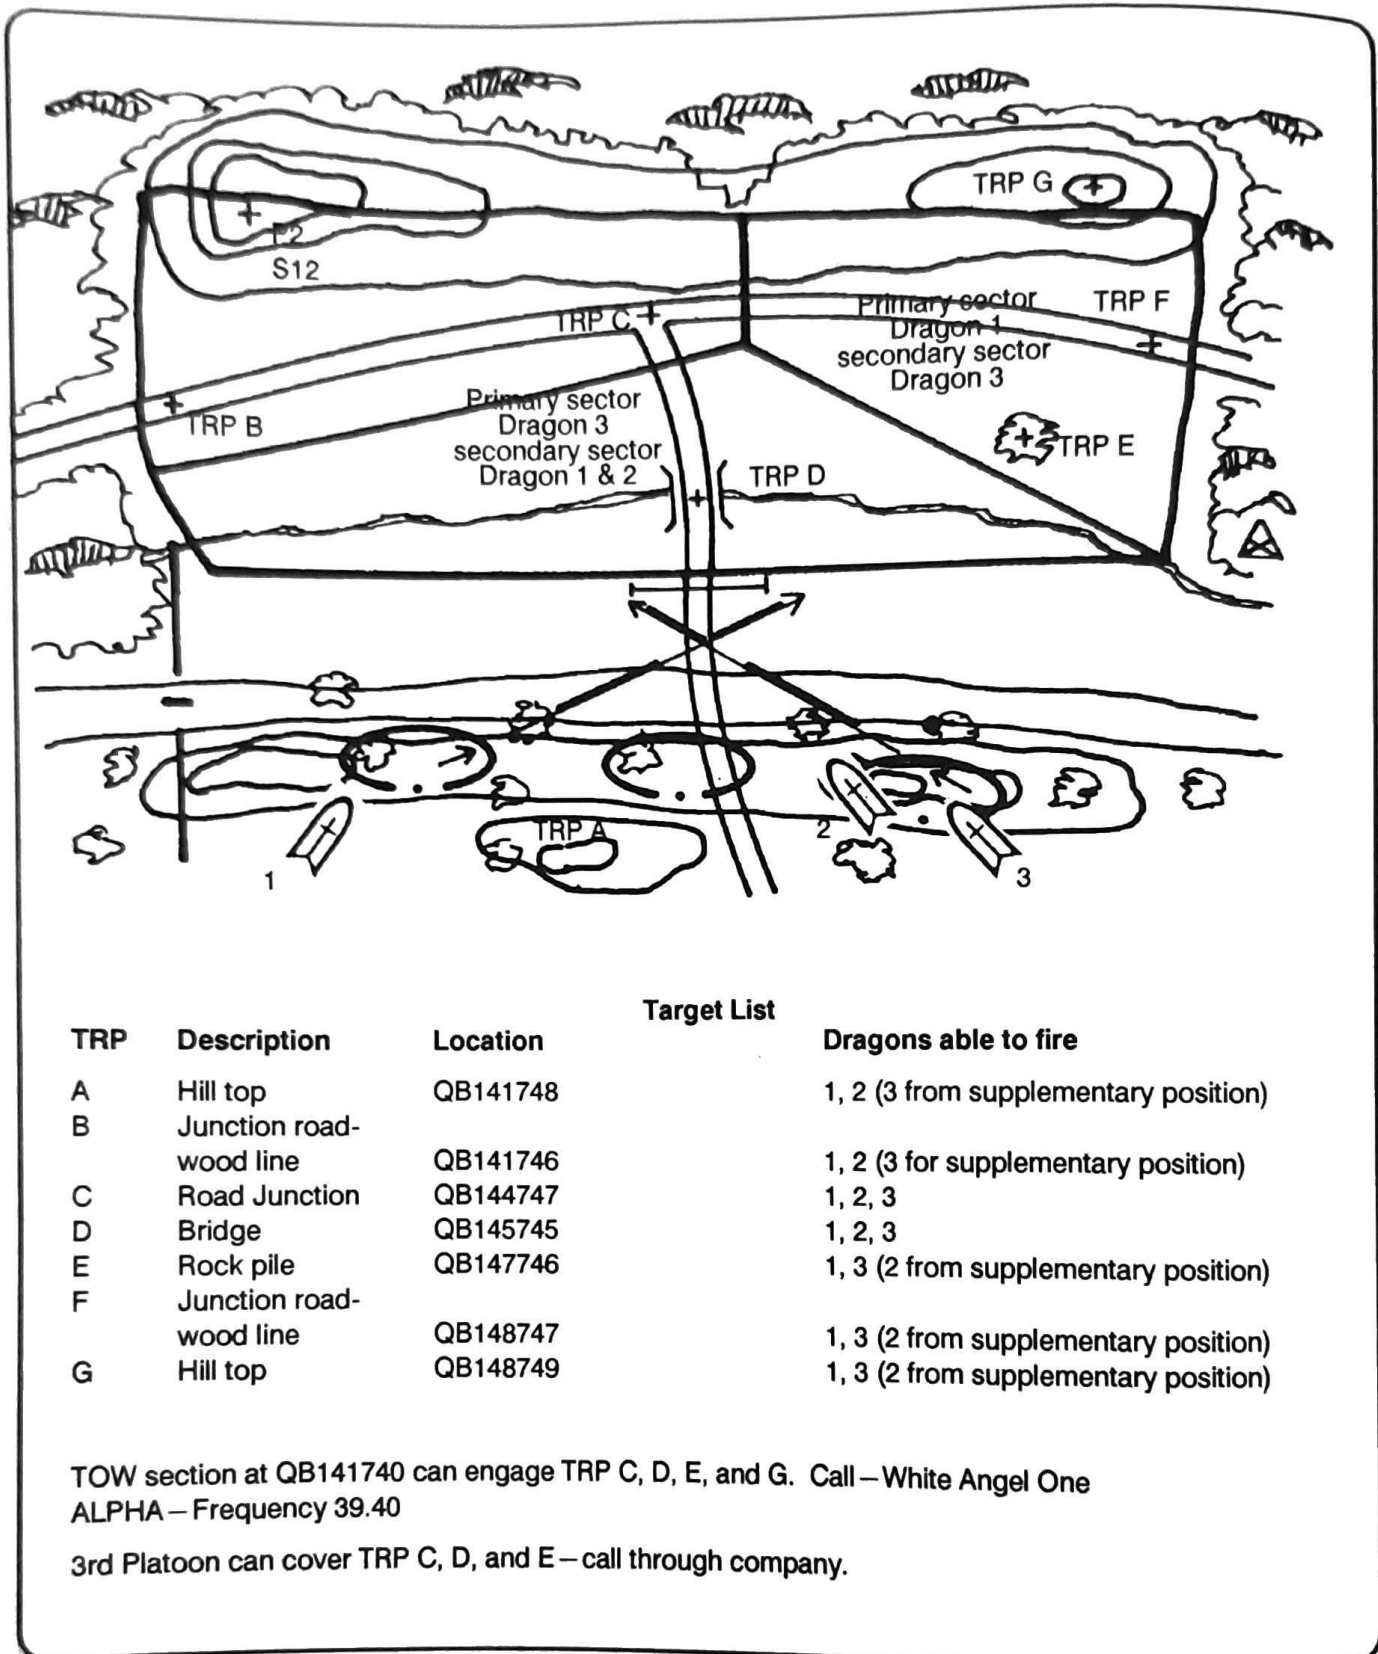 TRP G
F2
S12
TRP C
Primary sector
Dragon 1
secondary sector
Dragon 3
TRP F
TRP B
Primary sector
Dragon 3
secondary sector
Dragon 1 & 2
TRP E
TRP D
TRP A
1
2
3
Target List
TRP Description Location Dragons able to fire
A Hill top QB141748 1, 2 (3 from supplementary position)
B Junction road-
wood line QB141746 1, 2 (3 for supplementary position)
C Road Junction QB144747 1, 2, 3
D Bridge QB145745 1, 2, 3
E Rock pile QB147746 1, 3 (2 from supplementary position)
F Junction road-
wood line QB148747 1, 3 (2 from supplementary position)
G Hill top QB148749 1, 3 (2 from supplementary position)
TOW section at QB141740 can engage TRP C, D, E, and G. Call—White Angel One
ALPHA—Frequency 39.40
3rd Platoon can cover TRP C, D, and E—call through company.